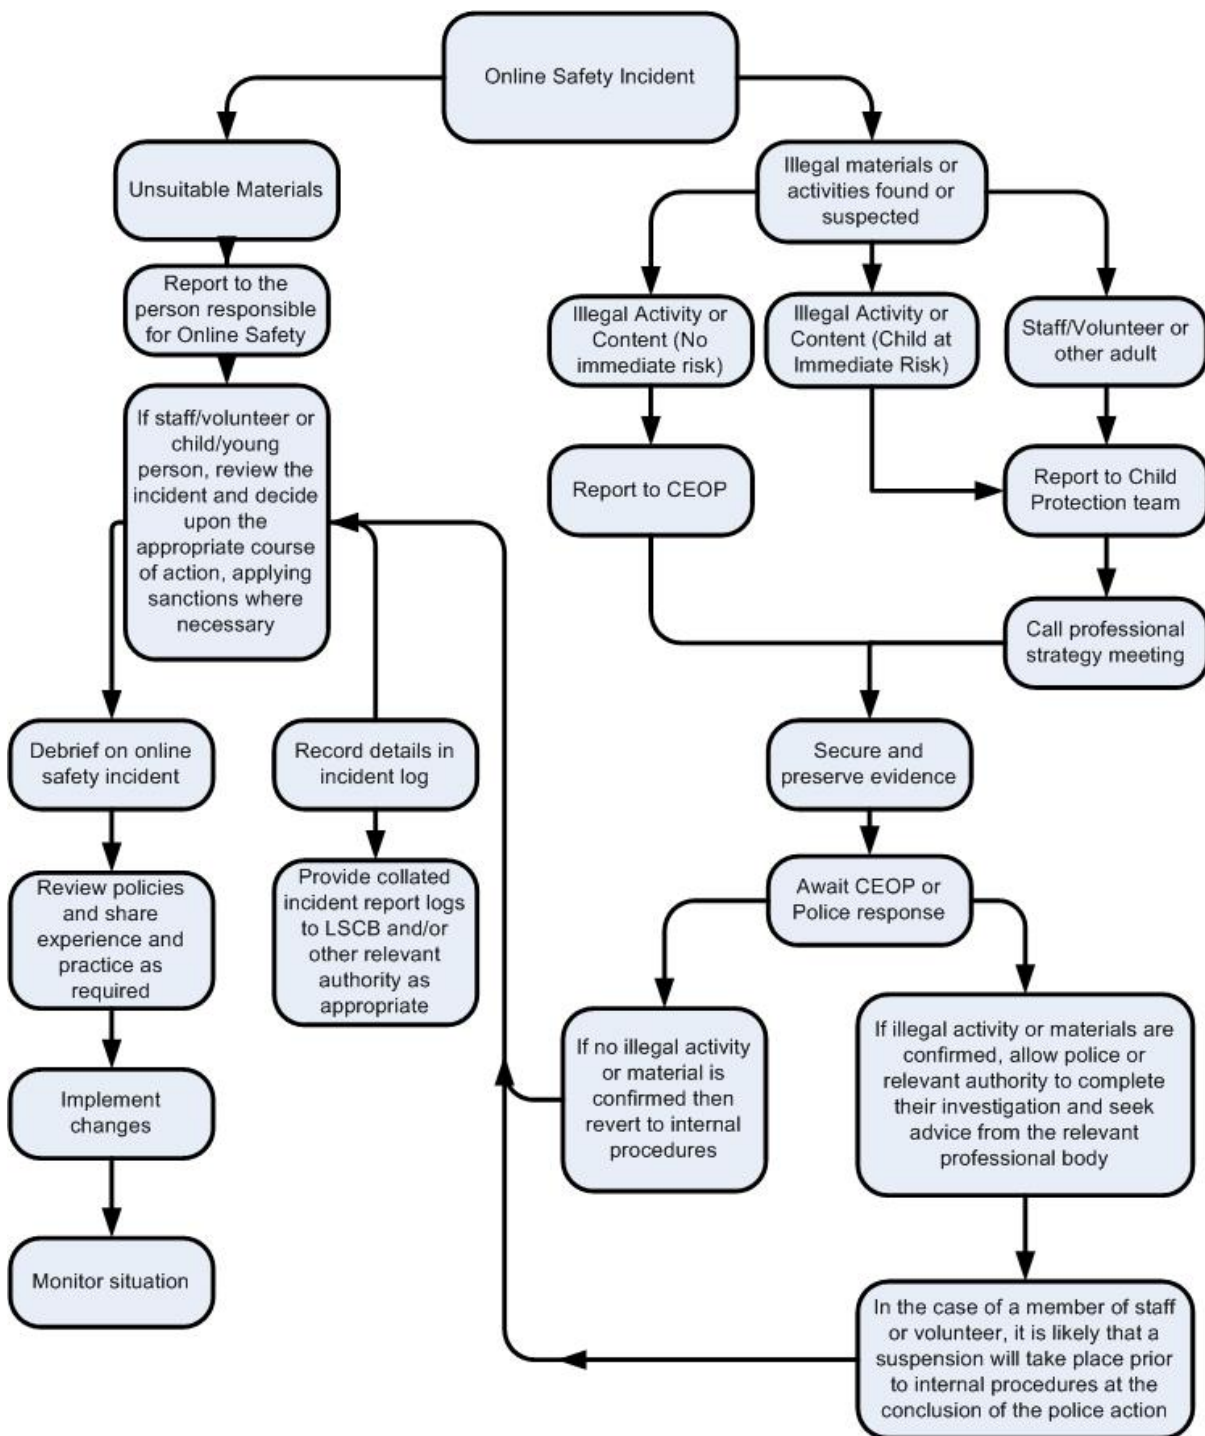 Online Safety Incident
Unsuitable Materials
Report to the
person responsible
for Online Safety
If staff/volunteer or
child/young
person, review the
incident and decide
upon the
appropriate course
of action, applying
sanctions where
necessary
Debrief on online
safety incident
Review policies
and share
experience and
practice as
required
Implement
changes
Monitor situation
Record details in
incident log
Provide collated
incident report logs
to LSCB and/or
other relevant
authority as
appropriate
Illegal materials or
activities found or
suspected
Illegal Activity or
Content (No
immediate risk)
Illegal Activity or
Content (Child at
Immediate Risk)
Staff/Volunteer or
other adult
Report to CEOP
Report to Child
Protection team
Call professional
strategy meeting
Secure and
preserve evidence
Await CEOP or
Police response
If no illegal activity
or material is
confirmed then
revert to internal
procedures
If illegal activity or materials are
confirmed, allow police or
relevant authority to complete
their investigation and seek
advice from the relevant
professional body
In the case of a member of staff
or volunteer, it is likely that a
suspension will take place prior
to internal procedures at the
conclusion of the police action